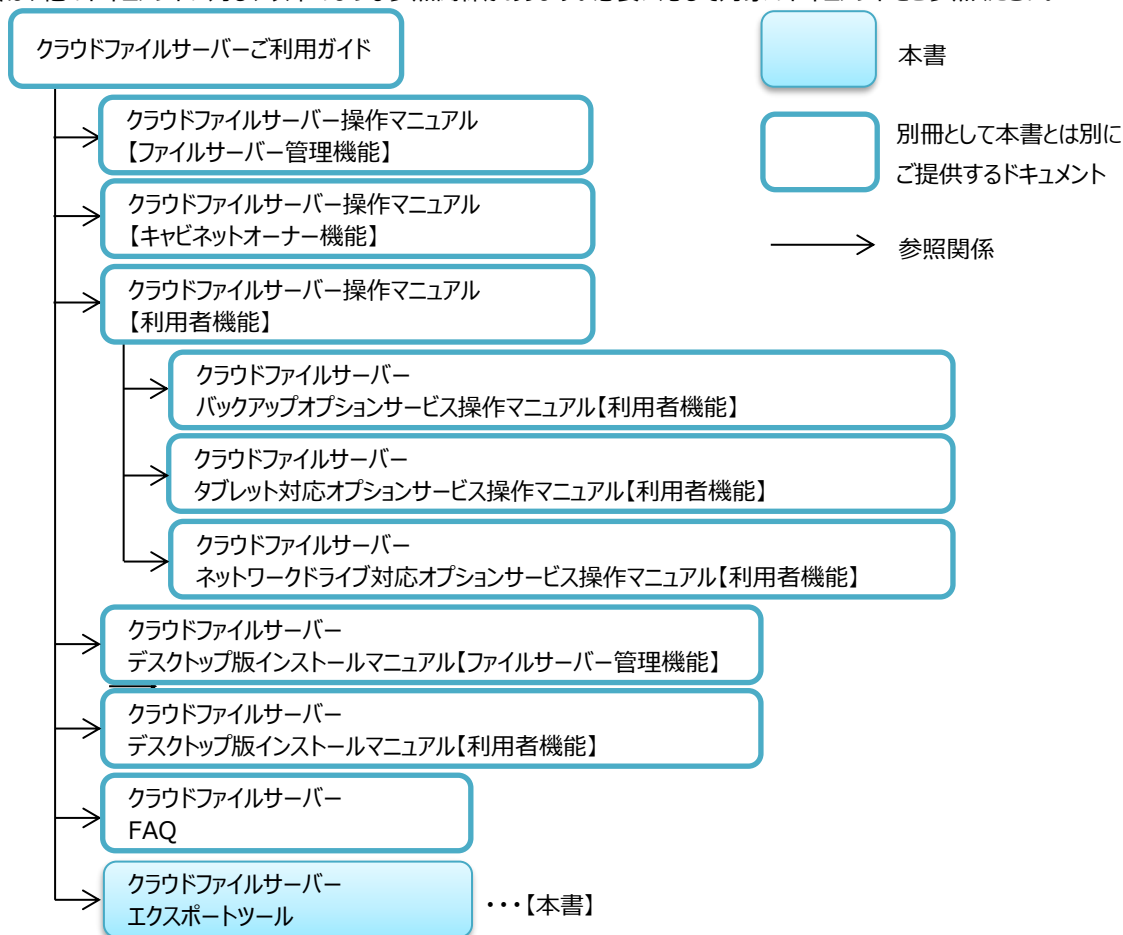 クラウドファイルサーバーご利用ガイド
本書
クラウドファイルサーバー操作マニュアル
【ファイルサーバー管理機能】
別冊として本書とは別に
ご提供するドキュメント
クラウドファイルサーバー操作マニュアル
【キャビネットオーナー機能】
参照関係
クラウドファイルサーバー操作マニュアル
【利用者機能】
クラウドファイルサーバー
バックアップオプションサービス操作マニュアル【利用者機能】
クラウドファイルサーバー
タブレット対応オプションサービス操作マニュアル【利用者機能】
クラウドファイルサーバー
ネットワークドライブ対応オプションサービス操作マニュアル【利用者機能】
クラウドファイルサーバー
デスクトップ版インストールマニュアル【ファイルサーバー管理機能】
クラウドファイルサーバー
デスクトップ版インストールマニュアル【利用者機能】
クラウドファイルサーバー
FAQ
クラウドファイルサーバー
エクスポートツール
・・・【本書】